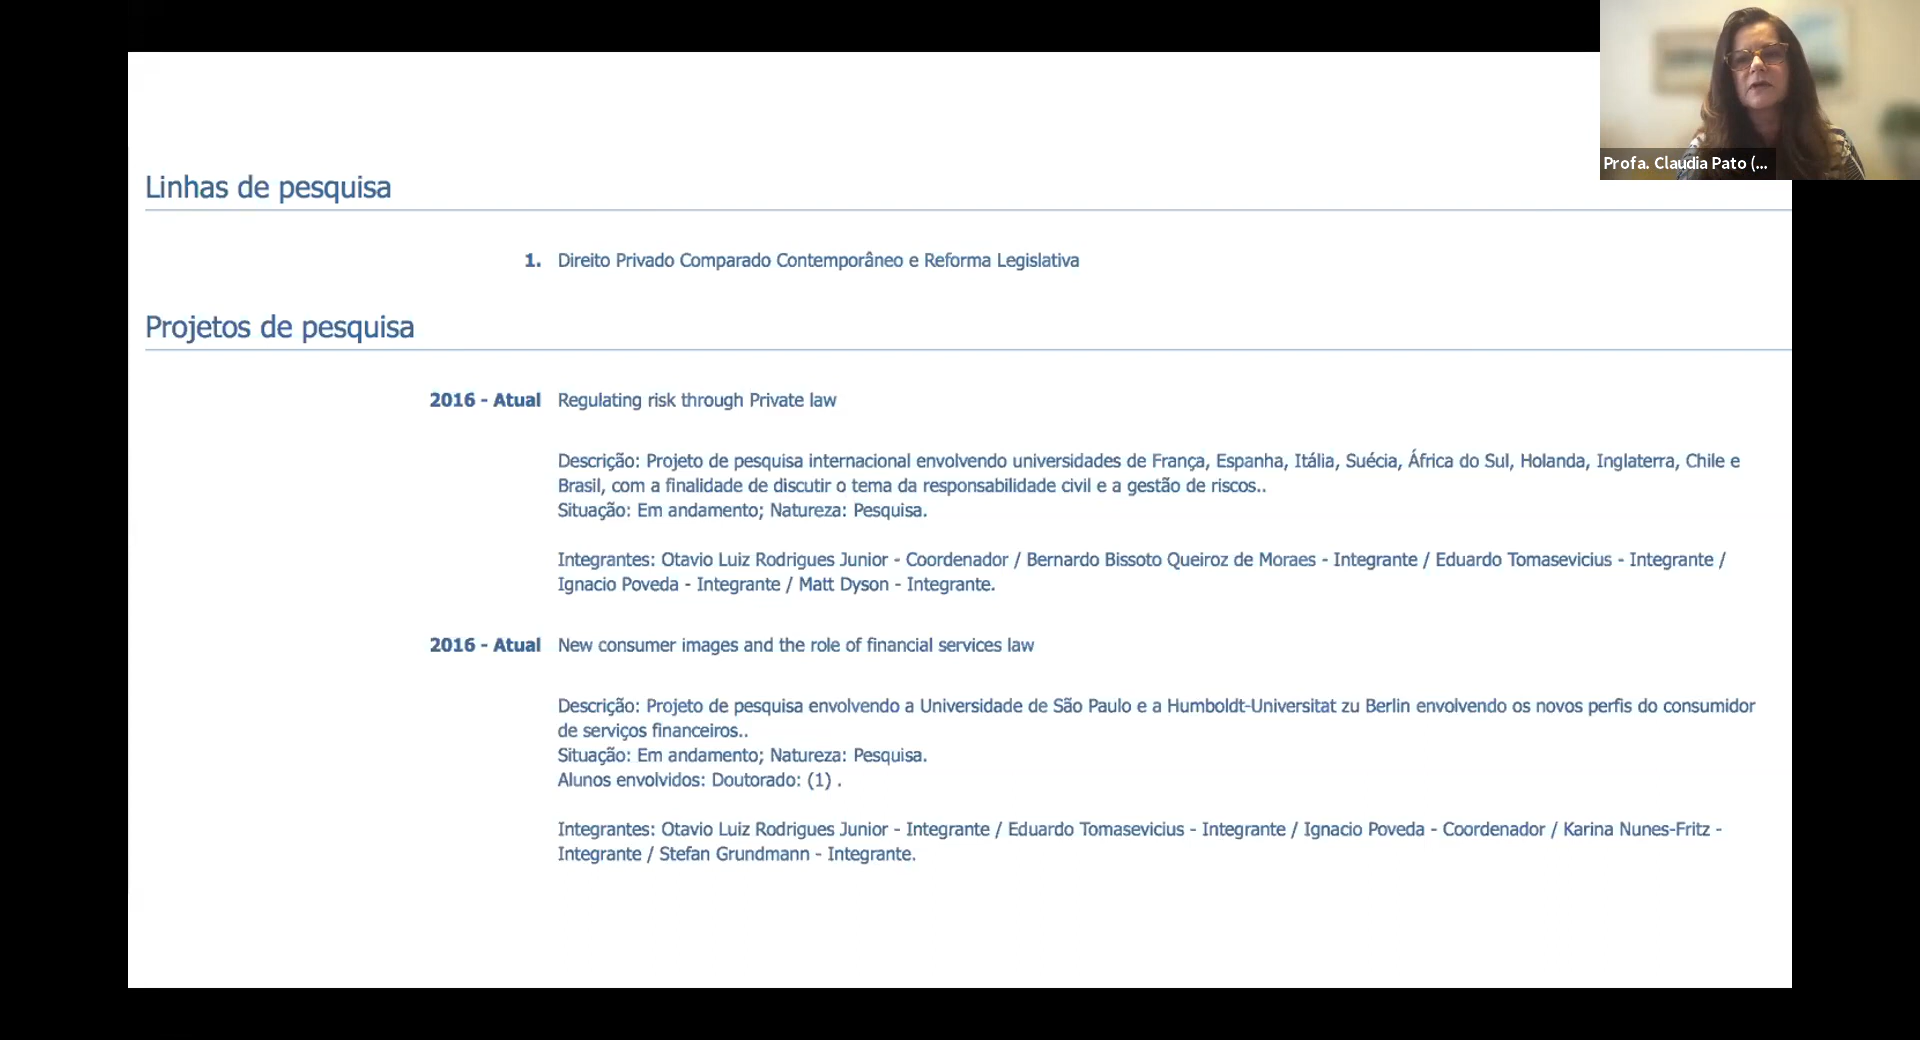 Profa. Claudia Pato (...
Linhas de pesquisa
1. Direito Privado Comparado Contemporâneo e Reforma Legislativa
Projetos de pesquisa
2016 - Atual Regulating risk through Private law
Descrição: Projeto de pesquisa internacional envolvendo universidades de França, Espanha, Itália, Suécia, África do Sul, Holanda, Inglaterra, Chile e
Brasil, com a finalidade de discutir o tema da responsabilidade civil e a gestão de riscos..
Situação: Em andamento; Natureza: Pesquisa.
Integrantes: Otavio Luiz Rodrigues Junior - Coordenador / Bernardo Bissoto Queiroz de Moraes - Integrante / Eduardo Tomasevicius - Integrante /
Ignacio Poveda - Integrante / Matt Dyson - Integrante.
2016 - Atual New consumer images and the role of financial services law
Descrição: Projeto de pesquisa envolvendo a Universidade de São Paulo e a Humboldt-Universitat zu Berlin envolvendo os novos perfis do consumidor
de serviços financeiros..
Situação: Em andamento; Natureza: Pesquisa.
Alunos envolvidos: Doutorado: (1) .
Integrantes: Otavio Luiz Rodrigues Junior - Integrante / Eduardo Tomasevicius - Integrante / Ignacio Poveda - Coordenador / Karina Nunes-Fritz -
Integrante / Stefan Grundmann - Integrante.